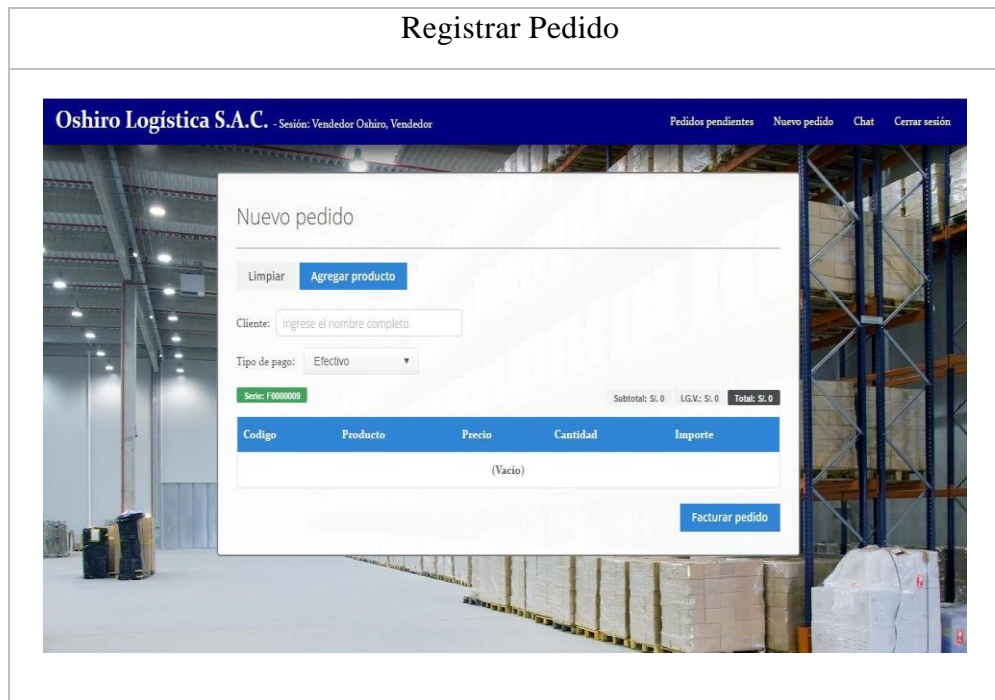 Registrar Pedido
Oshiro Logística S.A.C. - Sesión: Vendedor Oshiro, Vendedor Pedidos pendientes Nuevo pedido Chat Cerrar sesión
Nuevo pedido
Limpiar Agregar producto
Cliente: Ingrese el nombre completo
Tipo de pago: Efectivo
Serie: F0000009 Subtotal: S/. 0 I.G.V.: S/. 0 Total: S/. 0
Codigo Producto Precio Cantidad Importe
(Vacio)
Facturar pedido